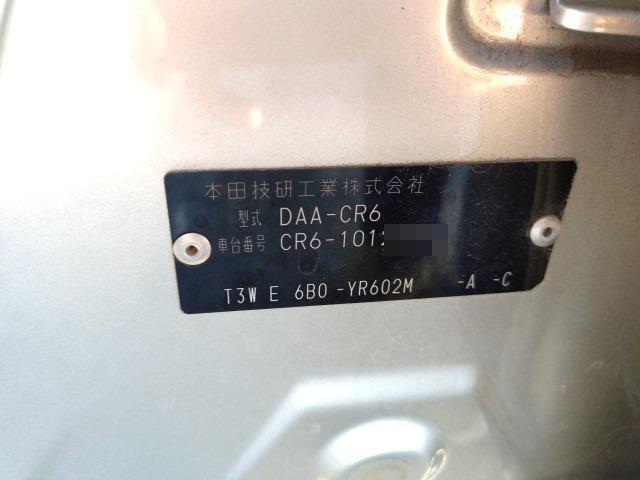 本田技研工業株式会社
型式 DAA-CR6
車台番号 CR6-1012
T3W E 6B0 -YR602M -A -C